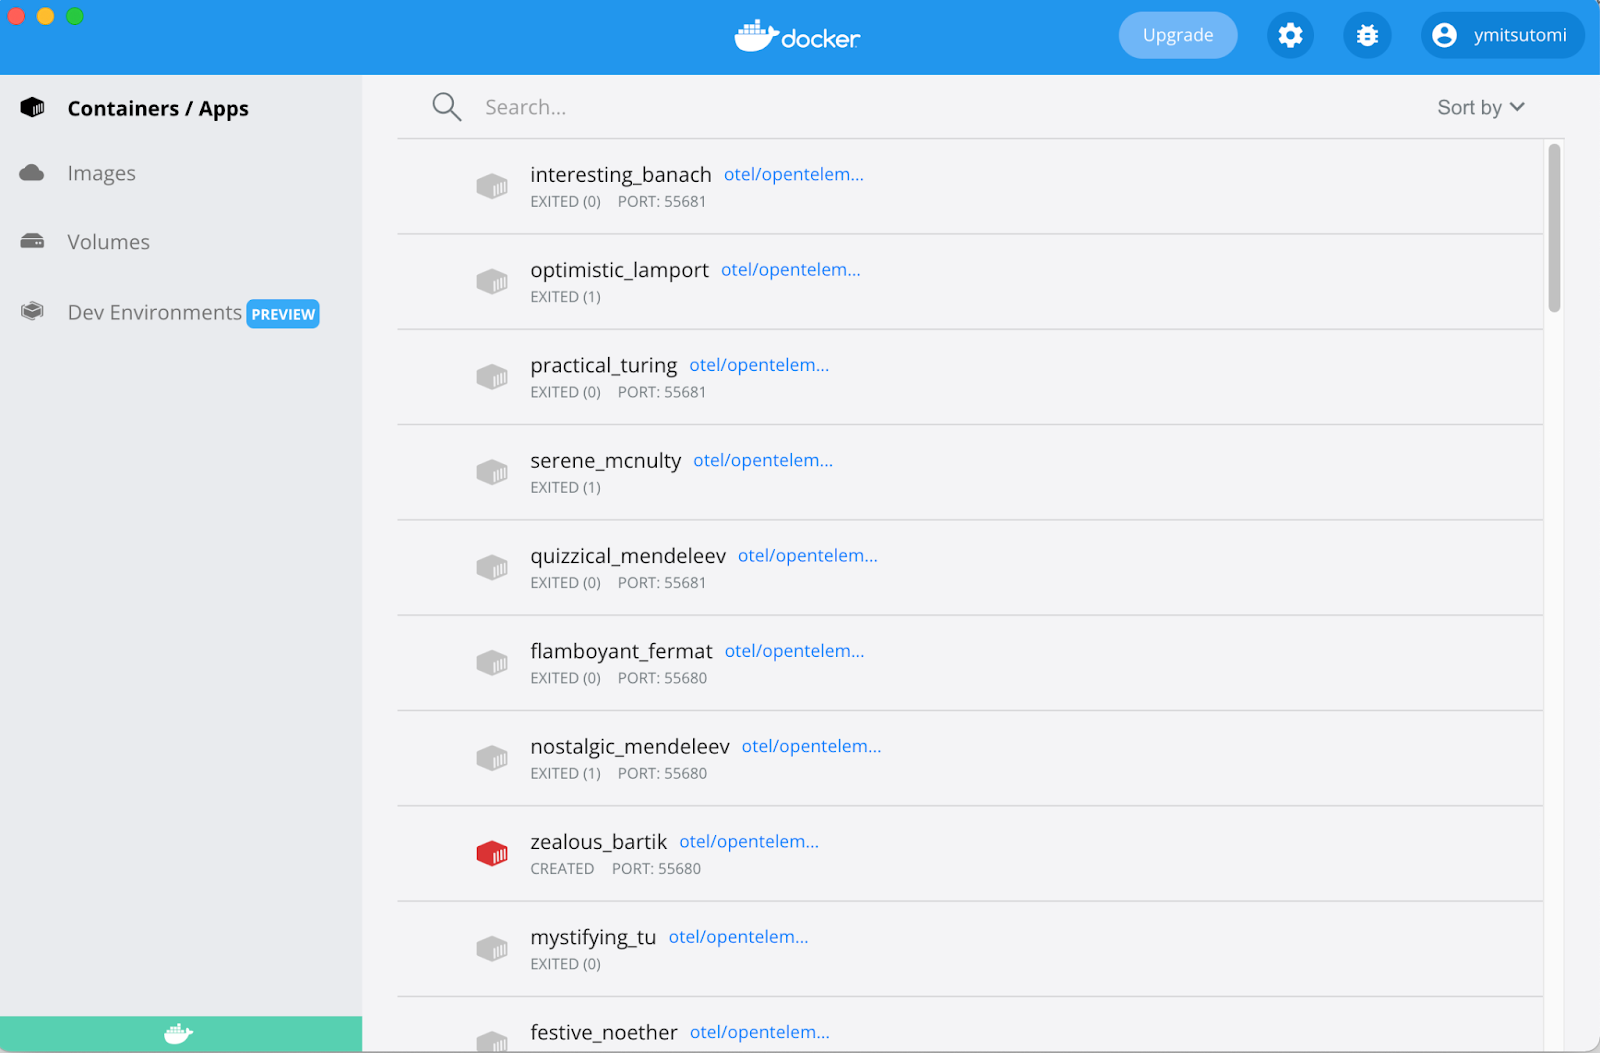 docker
Upgrade
ymitsutomi
Containers / Apps
Images
Volumes
Dev Environments PREVIEW
Search...
Sort by
interesting_banach otel/opentelem...
EXITED (0) PORT: 55681
optimistic_lamport otel/opentelem...
EXITED (1)
practical_turing otel/opentelem...
EXITED (0) PORT: 55681
serene_mcnulty otel/opentelem...
EXITED (1)
quizzical_mendeleev otel/opentelem...
EXITED (0) PORT: 55681
flamboyant_fermat otel/opentelem...
EXITED (0) PORT: 55680
nostalgic_mendeleev otel/opentelem...
EXITED (1) PORT: 55680
zealous_bartik otel/opentelem...
CREATED PORT: 55680
mystifying_tu otel/opentelem...
EXITED (0)
festive_noether otel/opentelem...